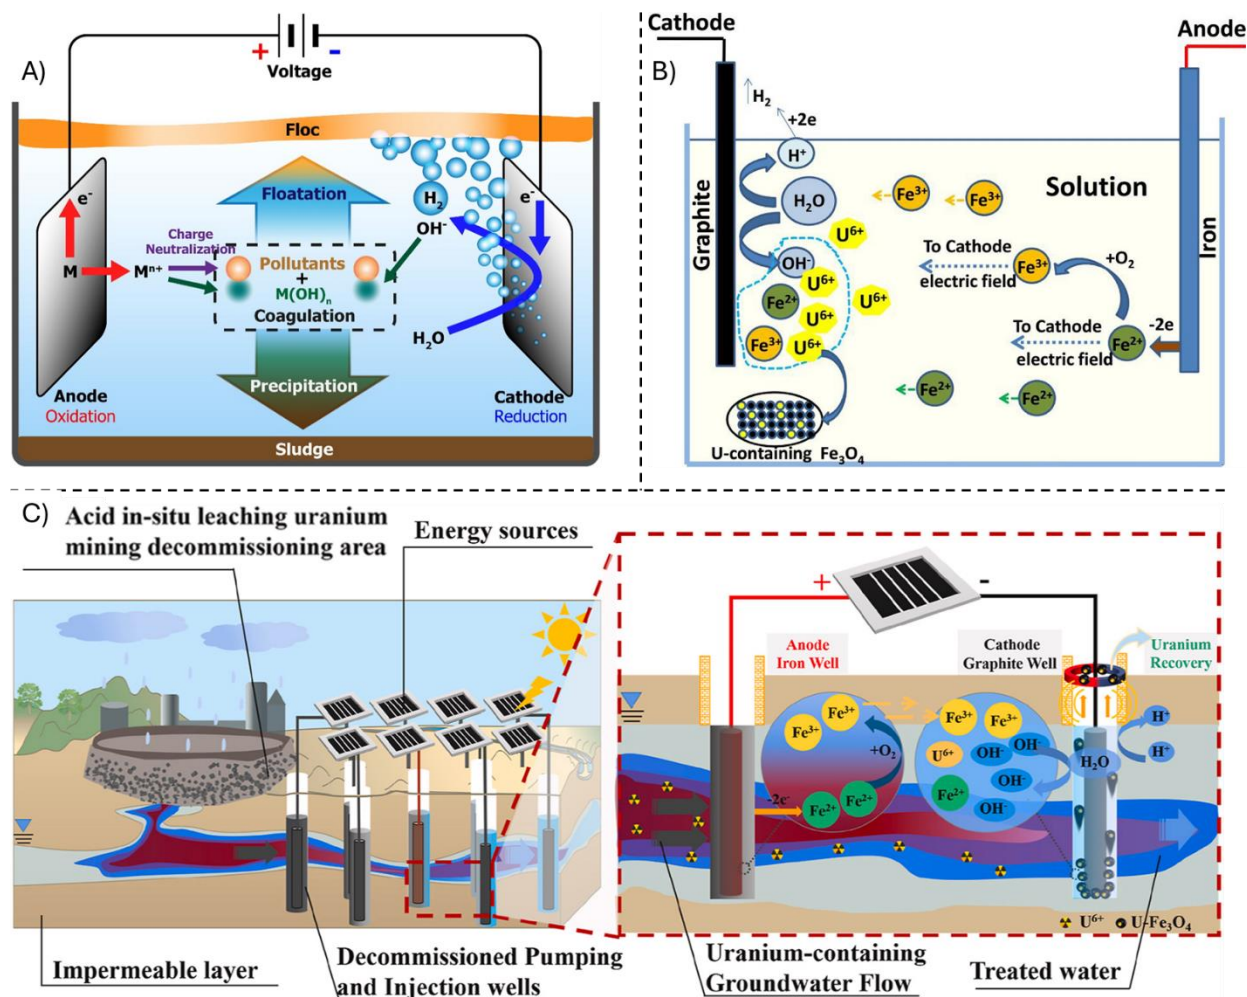 A)
+
-
Voltage
Floc
e-
Floatation
H2
e-
OH-
Charge
Neutralization
Pollutants
M
Mn+
+
M(OH)n
Coagulation
H2O
Precipitation
Anode
Oxidation
Cathode
Reduction
Sludge
Cathode
Anode
B)
H2
+2e
H+
Graphite
H2O
Fe3+
Fe3+
Solution
Iron
U6+
To Cathode
electric field
Fe3+
+O2
OH-
U6+
U6+
Fe2+
U6+
To Cathode
electric field
-2e
Fe2+
Fe3+
U6+
Fe2+
Fe2+
U-containing Fe3O4
C)
Acid in-situ leaching uranium
mining decommissioning area
Energy sources
+
-
Anode
Iron Well
Cathode
Graphite Well
Uranium
Recovery
Fe3+
Fe3+
+O2
-2e-
Fe2+
Fe2+
Fe3+
Fe3+
U6+
OH-
OH-
OH-
Fe2+
OH-
H2O
H+
H+
U6+
U-Fe3O4
Impermeable layer
Decommissioned Pumping
and Injection wells
Uranium-containing
Groundwater Flow
Treated water